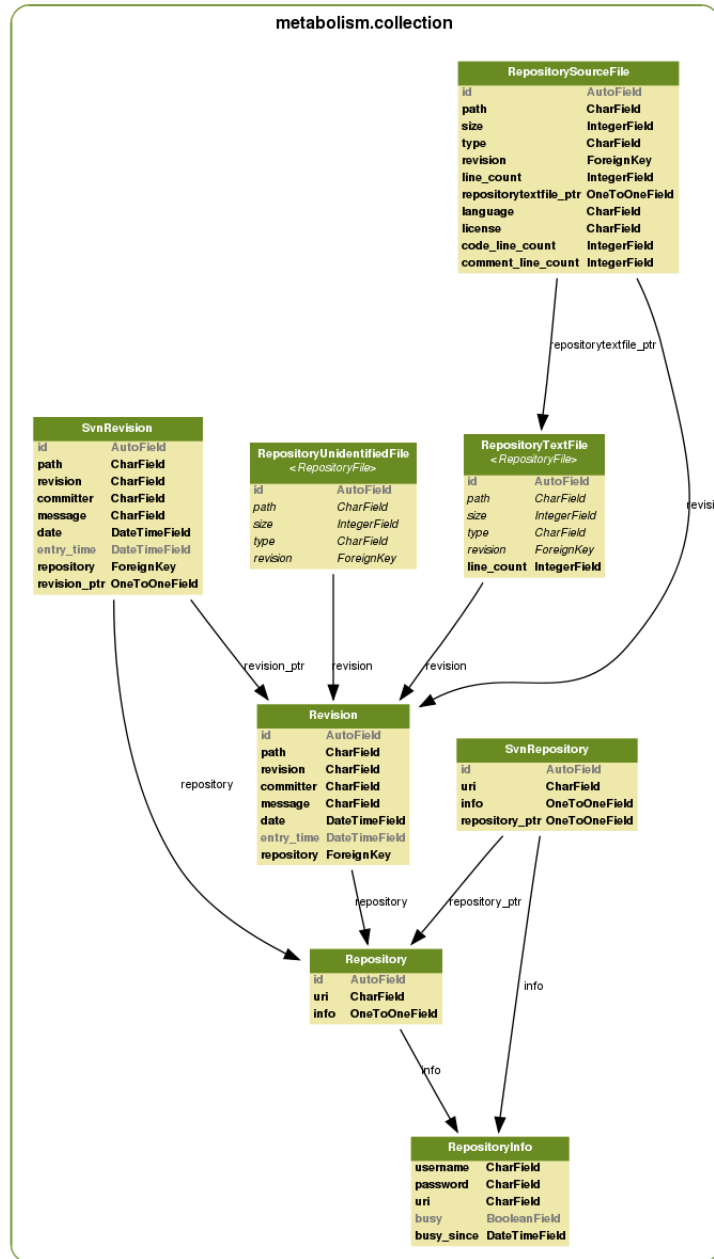 metabolism.collection
RepositorySourceFile
id AutoField
path CharField
size IntegerField
type CharField
revision ForeignKey
line_count IntegerField
repositorytextfile_ptr OneToOneField
language CharField
license CharField
code_line_count IntegerField
comment_line_count IntegerField
repositorytextfile_ptr
revisi
SvnRevision
id AutoField
path CharField
revision CharField
committer CharField
message CharField
date DateTimeField
entry_time DateTimeField
repository ForeignKey
revision_ptr OneToOneField
RepositoryUnidentifiedFile
<RepositoryFile>
id AutoField
path CharField
size IntegerField
type CharField
revision ForeignKey
RepositoryTextFile
<RepositoryFile>
id AutoField
path CharField
size IntegerField
type CharField
revision ForeignKey
line_count IntegerField
revision_ptr
revision
revision
repository
Revision
id AutoField
path CharField
revision CharField
committer CharField
message CharField
date DateTimeField
entry_time DateTimeField
repository ForeignKey
SvnRepository
id AutoField
uri CharField
info OneToOneField
repository_ptr OneToOneField
repository
repository_ptr
info
Repository
id AutoField
uri CharField
info OneToOneField
info
RepositoryInfo
username CharField
password CharField
uri CharField
busy BooleanField
busy_since DateTimeField